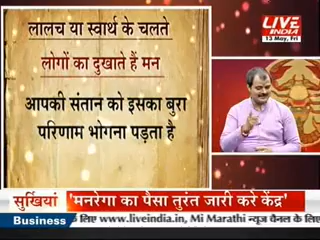 लालच या स्वार्थ के चलते
लोगों का दुखाते हैं मन
आपकी संतान को इसका बुरा
परिणाम भोगना पड़ता है
LIVE
INDIA
13 May, Fri
सुर्खियां 'मनरेगा का पैसा तुरंत जारी करे केंद्र'
Business के लिए www.liveindia.in, Mi Marathi न्यूज चैनल के लिए